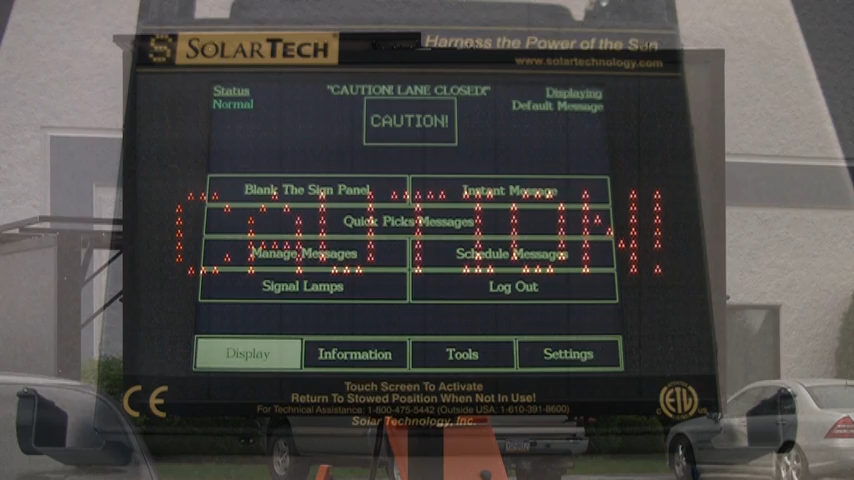 SOLARTECH®
Harness the Power of the Sun
www.solartechnology.com
Status
Normal
"CAUTION! LANE CLOSED!"
CAUTION!
Displaying
Default Message
Blank The Sign Panel
Instant Message
Quick Picks Messages
CAUTION!
Manage Messages
Schedule Messages
Signal Lamps
Log Out
Display
Information
Tools
Settings
Touch Screen To Activate
Return To Stowed Position When Not In Use!
For Technical Assistance: 1-800-475-5442 (Outside USA: 1-610-391-8600)
Solar Technology, Inc.
CE
C ETL US